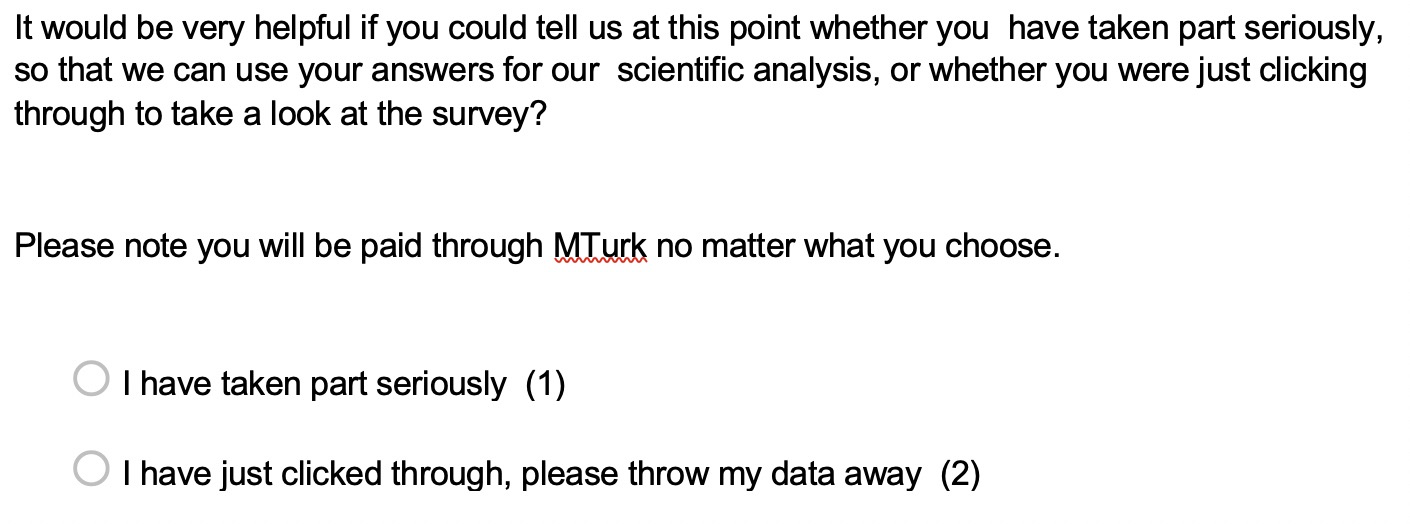 It would be very helpful if you could tell us at this point whether you  have taken part seriously,
so that we can use your answers for our  scientific analysis, or whether you were just clicking
through to take a look at the survey?
Please note you will be paid through MTurk no matter what you choose.
I have taken part seriously  (1)
I have just clicked through, please throw my data away  (2)